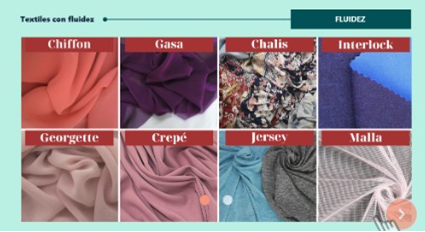 Textiles con fluidez
FLUIDEZ
Chiffon
Gasa
Chalis
Interlock
Georgette
Crepé
Jersey
Malla